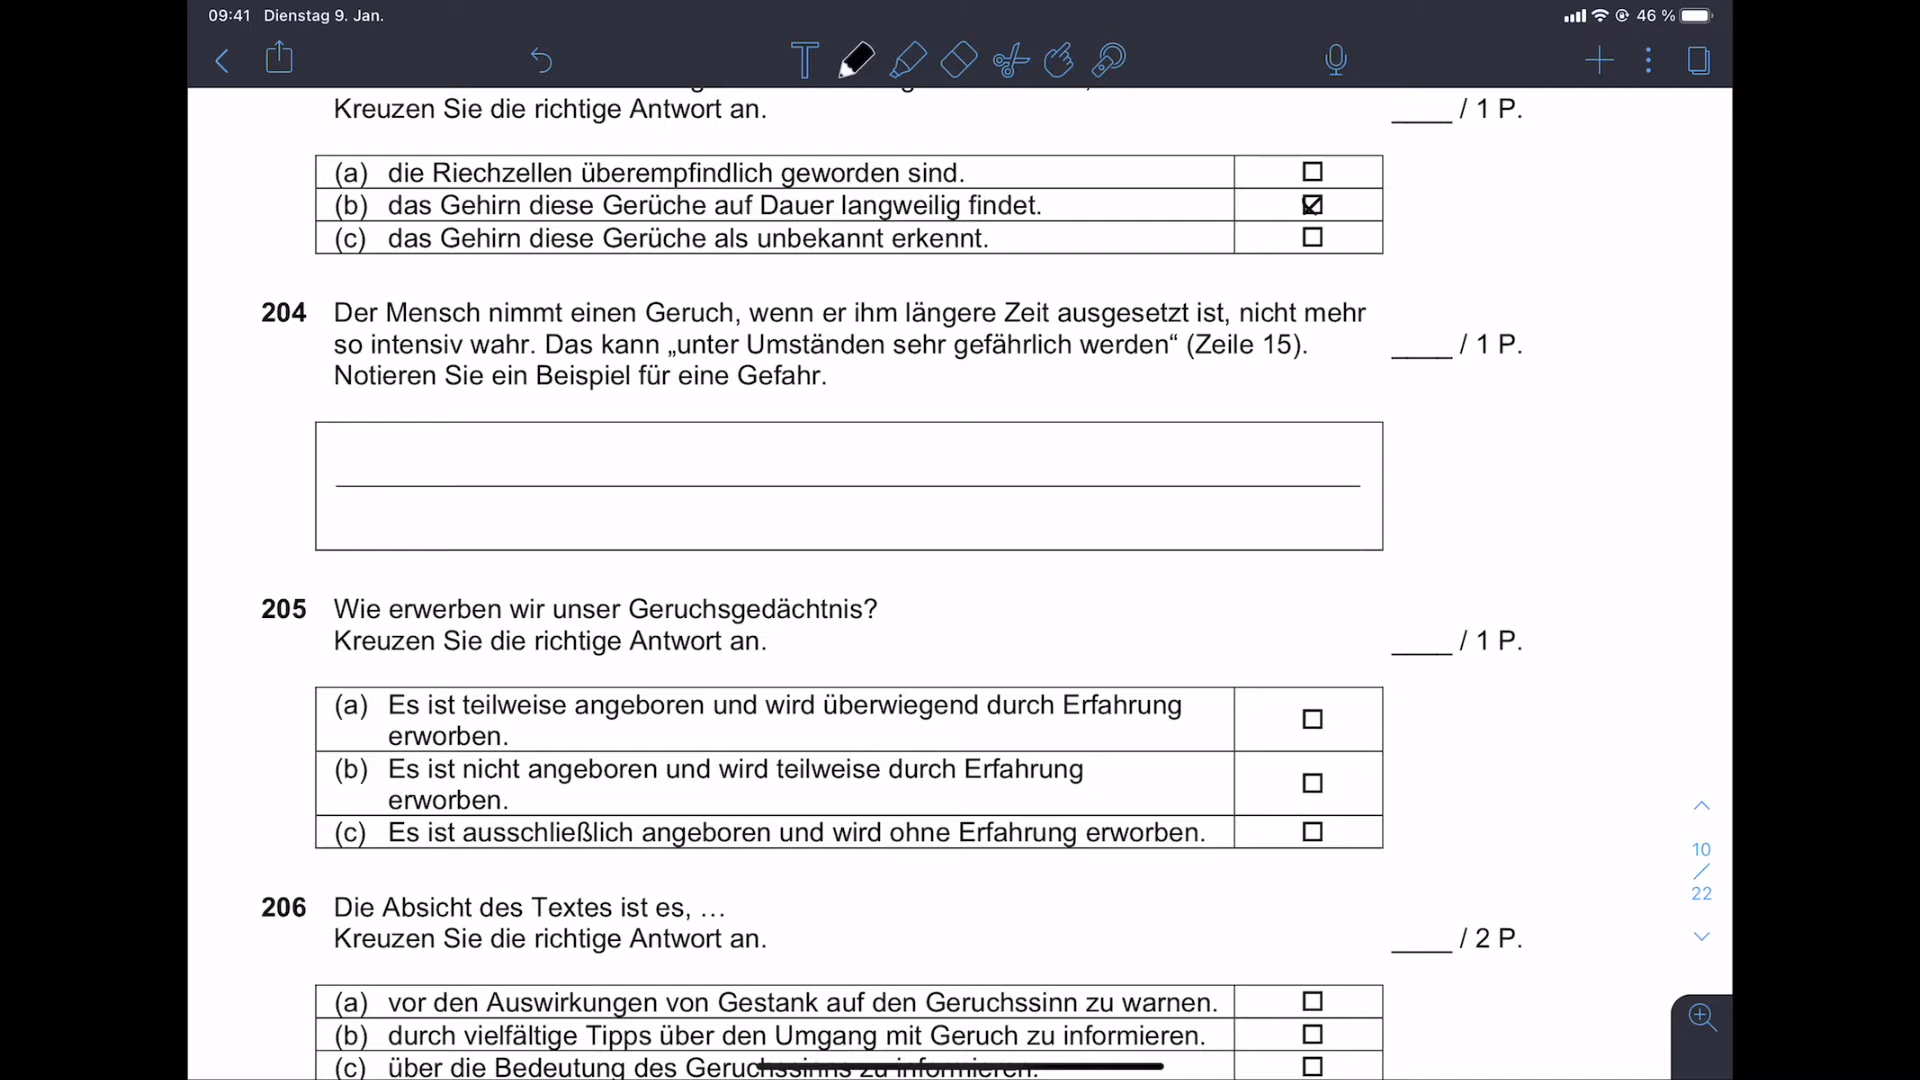 09:41 Dienstag 9. Jan.
46 %
Kreuzen Sie die richtige Antwort an.
____ / 1 P.
(a) die Riechzellen überempfindlich geworden sind.
(b) das Gehirn diese Gerüche auf Dauer langweilig findet.
(c) das Gehirn diese Gerüche als unbekannt erkennt.
204 Der Mensch nimmt einen Geruch, wenn er ihm längere Zeit ausgesetzt ist, nicht mehr
so intensiv wahr. Das kann „unter Umständen sehr gefährlich werden“ (Zeile 15).
____ / 1 P.
Notieren Sie ein Beispiel für eine Gefahr.
205 Wie erwerben wir unser Geruchsgedächtnis?
Kreuzen Sie die richtige Antwort an.
____ / 1 P.
(a) Es ist teilweise angeboren und wird überwiegend durch Erfahrung
erworben.
(b) Es ist nicht angeboren und wird teilweise durch Erfahrung
erworben.
(c) Es ist ausschließlich angeboren und wird ohne Erfahrung erworben.
10
/
22
206 Die Absicht des Textes ist es, …
Kreuzen Sie die richtige Antwort an.
____ / 2 P.
(a) vor den Auswirkungen von Gestank auf den Geruchssinn zu warnen.
(b) durch vielfältige Tipps über den Umgang mit Geruch zu informieren.
(c) über die Bedeutung des Geruchssinns zu informieren.